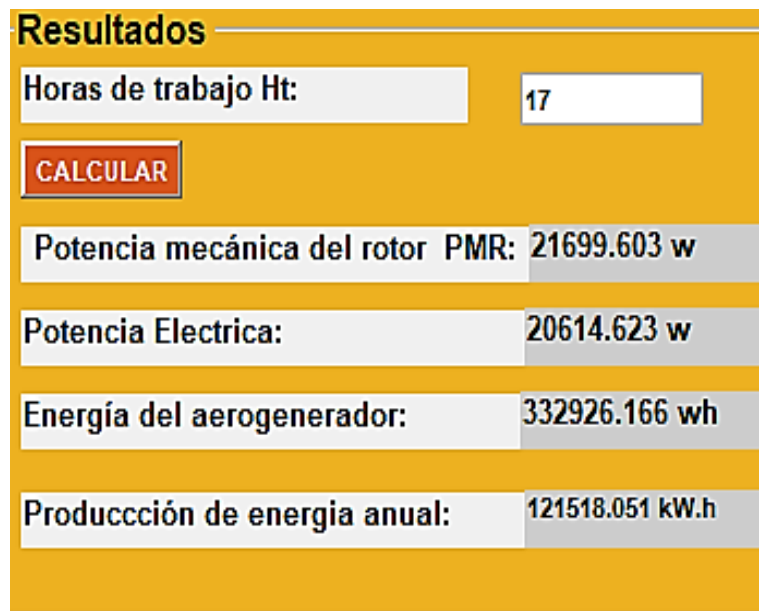 Resultados
Horas de trabajo Ht: 17
CALCULAR
Potencia mecánica del rotor PMR: 21699.603 w
Potencia Electrica: 20614.623 w
Energía del aerogenerador: 332926.166 wh
Produccción de energia anual: 121518.051 kW.h